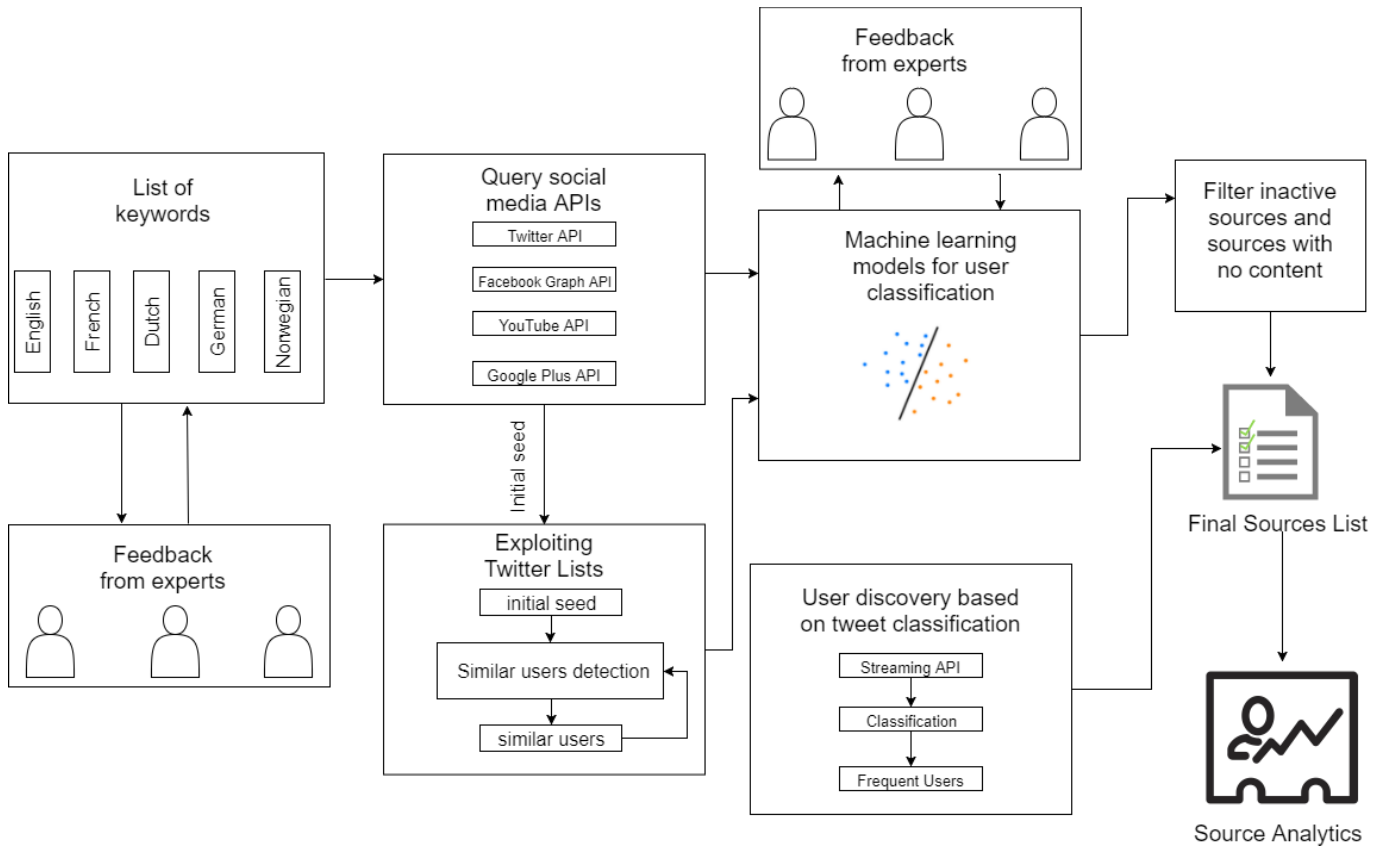 List of
keywords
English
French
Dutch
German
Norwegian
Feedback
from experts
Query social
media APIs
Twitter API
Facebook Graph API
YouTube API
Google Plus API
Initial seed
Exploiting
Twitter Lists
initial seed
Similar users detection
similar users
Feedback
from experts
Machine learning
models for user
classification
User discovery based
on tweet classification
Streaming API
Classification
Frequent Users
Filter inactive
sources and
sources with
no content
Final Sources List
Source Analytics